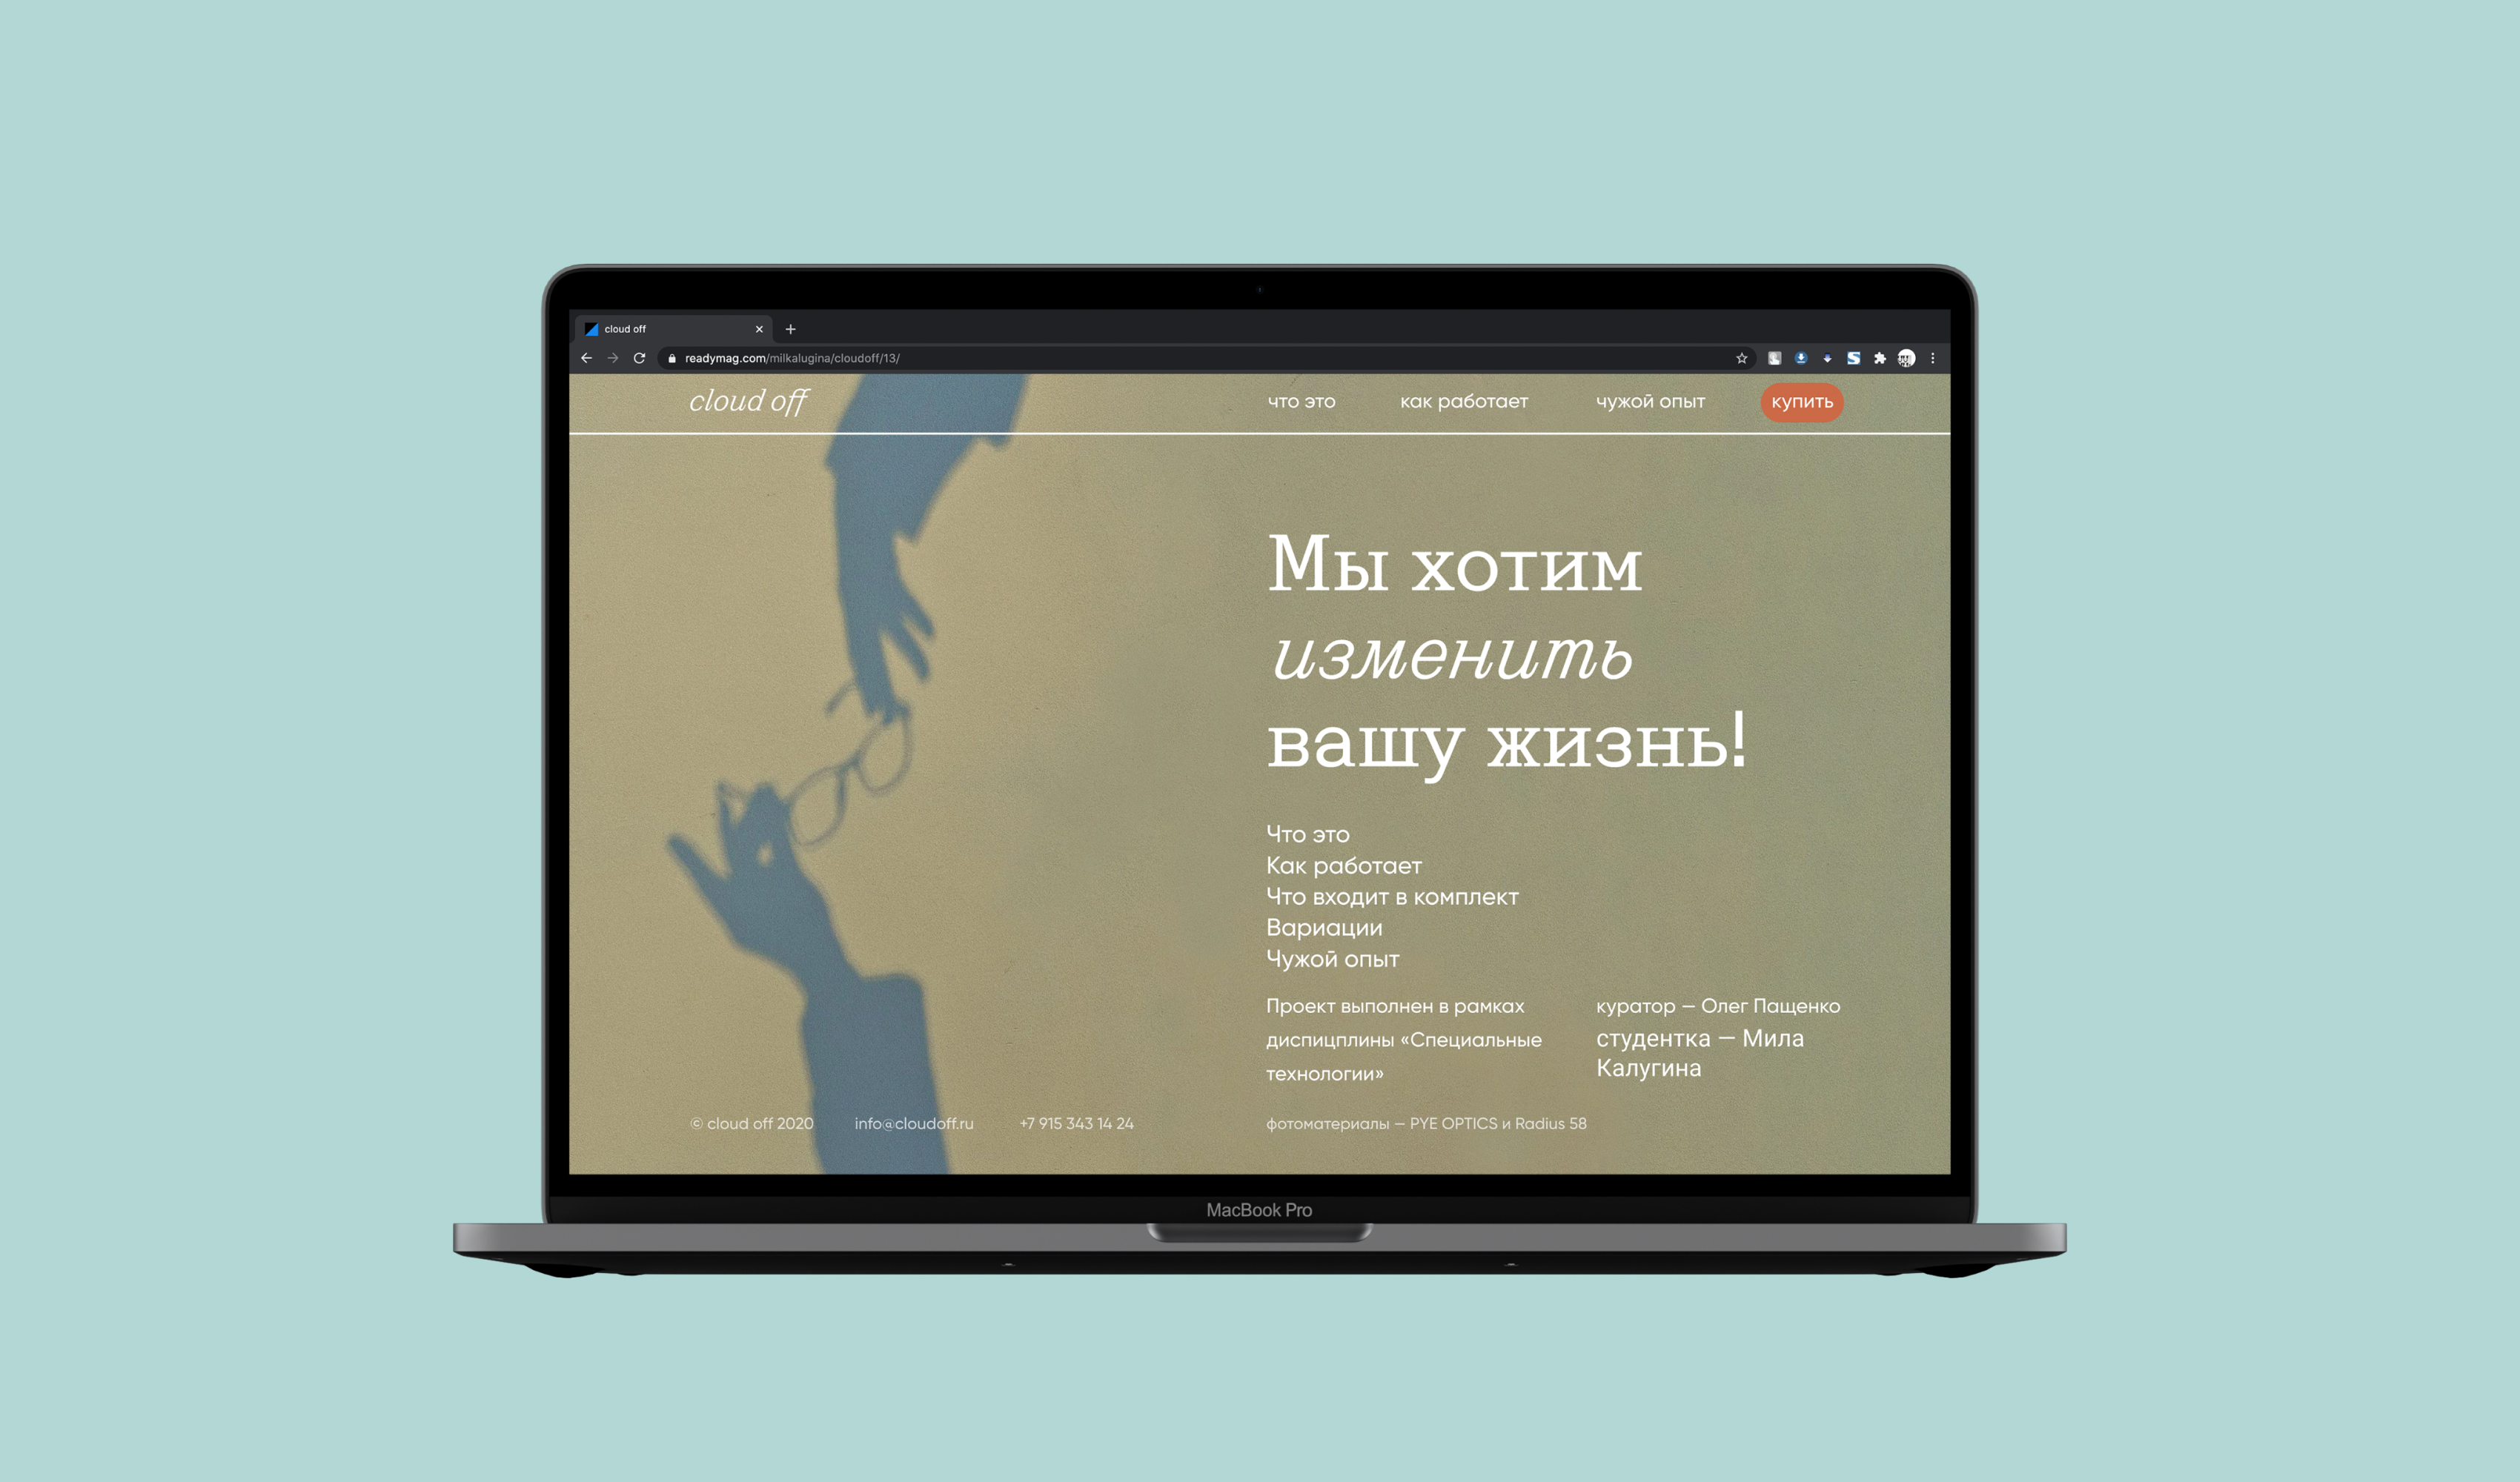 cloud off
readymag.com/milkalugina/cloudoff/13/
cloud off
что это
как работает
чужой опыт
купить
Мы хотим
изменить
вашу жизнь!
Что это
Как работает
Что входит в комплект
Вариации
Чужой опыт
Проект выполнен в рамках
диспицплины «Специальные
технологии»
куратор — Олег Пащенко
студентка — Мила
Калугина
© cloud off 2020
info@cloudoff.ru
+7 915 343 14 24
фотоматериалы — PYE OPTICS и Radius 58
MacBook Pro